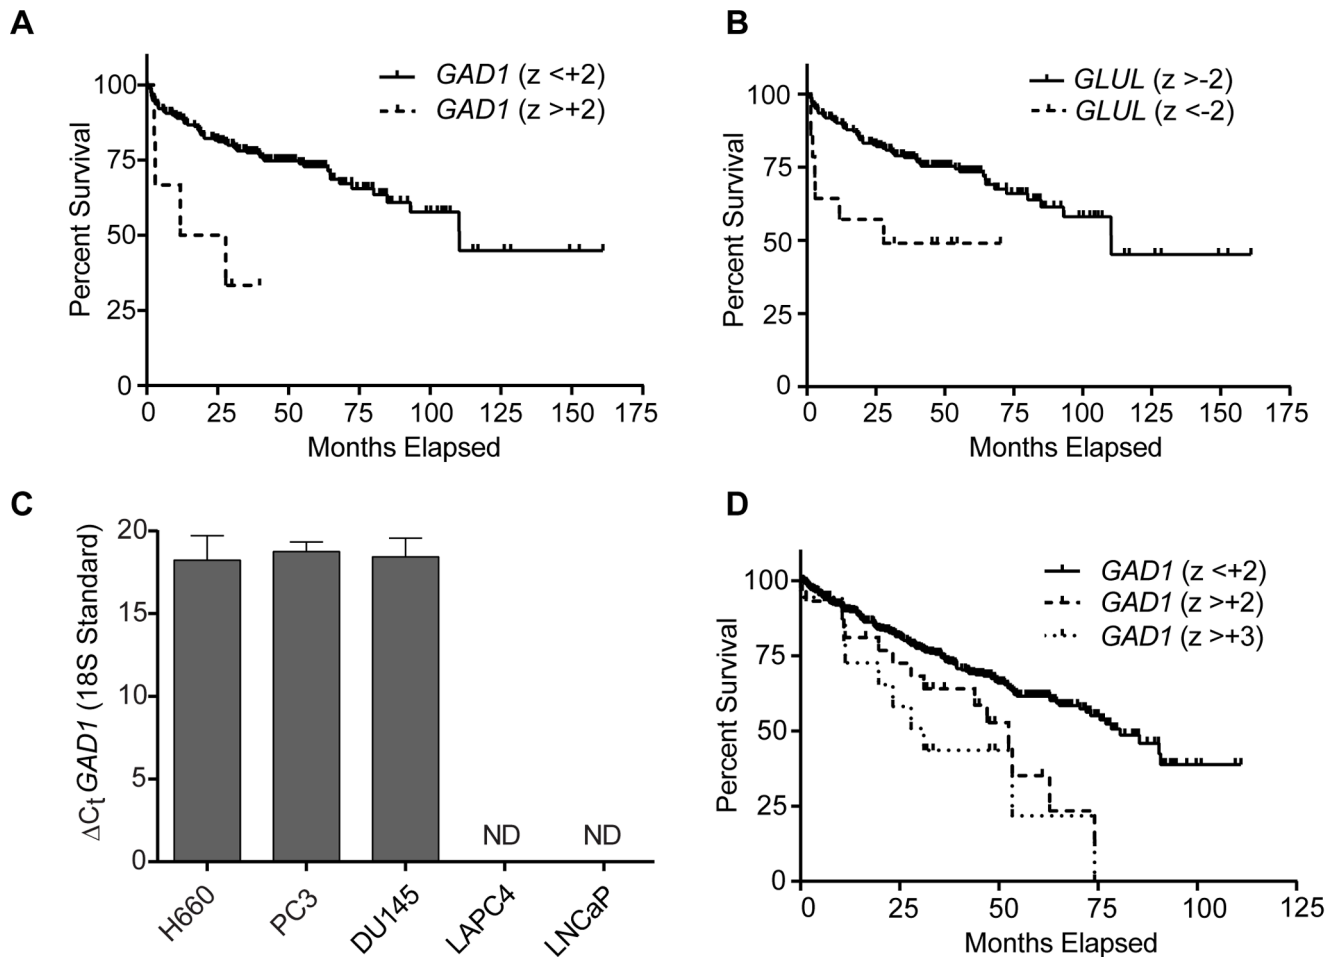 A
GAD1 (z <+2)
GAD1 (z >+2)
Percent Survival
100
75
50
25
0
0 25 50 75 100 125 150 175
Months Elapsed
B
GLUL (z >-2)
GLUL (z <-2)
Percent Survival
100
75
50
25
0
0 25 50 75 100 125 150 175
Months Elapsed
C
ΔCt GAD1 (18S Standard)
20
15
10
5
0
ND ND
H660 PC3 DU145 LAPC4 LNCaP
D
GAD1 (z <+2)
GAD1 (z >+2)
GAD1 (z >+3)
Percent Survival
100
75
50
25
0
0 25 50 75 100 125
Months Elapsed